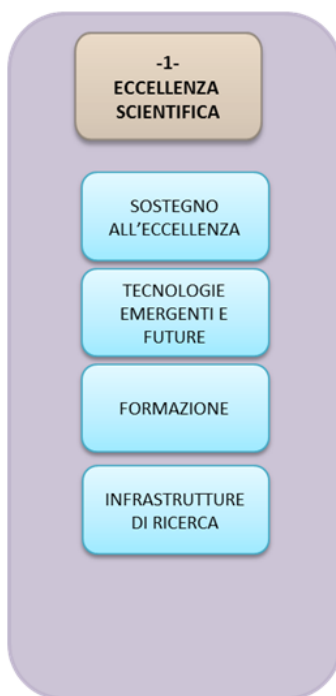 -1-
ECCELLENZA
SCIENTIFICA
SOSTEGNO
ALL'ECCELLENZA
TECNOLOGIE
EMERGENTI E
FUTURE
FORMAZIONE
INFRASTRUTTURE
DI RICERCA